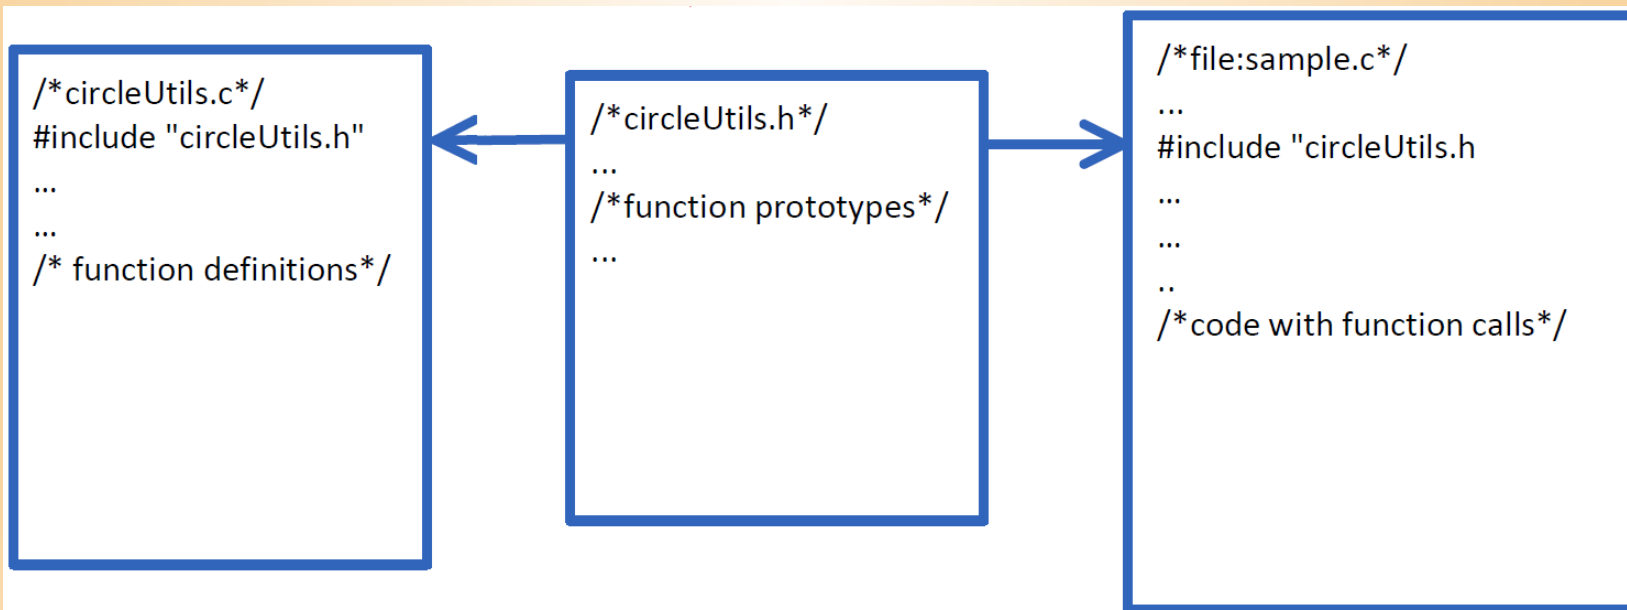 /*circleUtils.c*/
#include "circleUtils.h"
...
...
/* function definitions*/
/*circleUtils.h*/
...
/*function prototypes*/
...
/*file:sample.c*/
...
#include "circleUtils.h
...
...
..
/*code with function calls*/